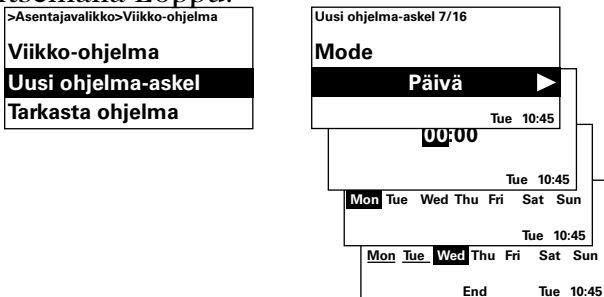 >Asentajavalikko>Viikko-ohjelma
Viikko-ohjelma
Uusi ohjelma-askel
Tarkasta ohjelma
Uusi ohjelma-askel 7/16
Mode
Päivä
Tue 10:45
00:00
Tue 10:45
Mon Tue Wed Thu Fri Sat Sun
Tue 10:45
Mon Tue Wed Thu Fri Sat Sun
End Tue 10:45